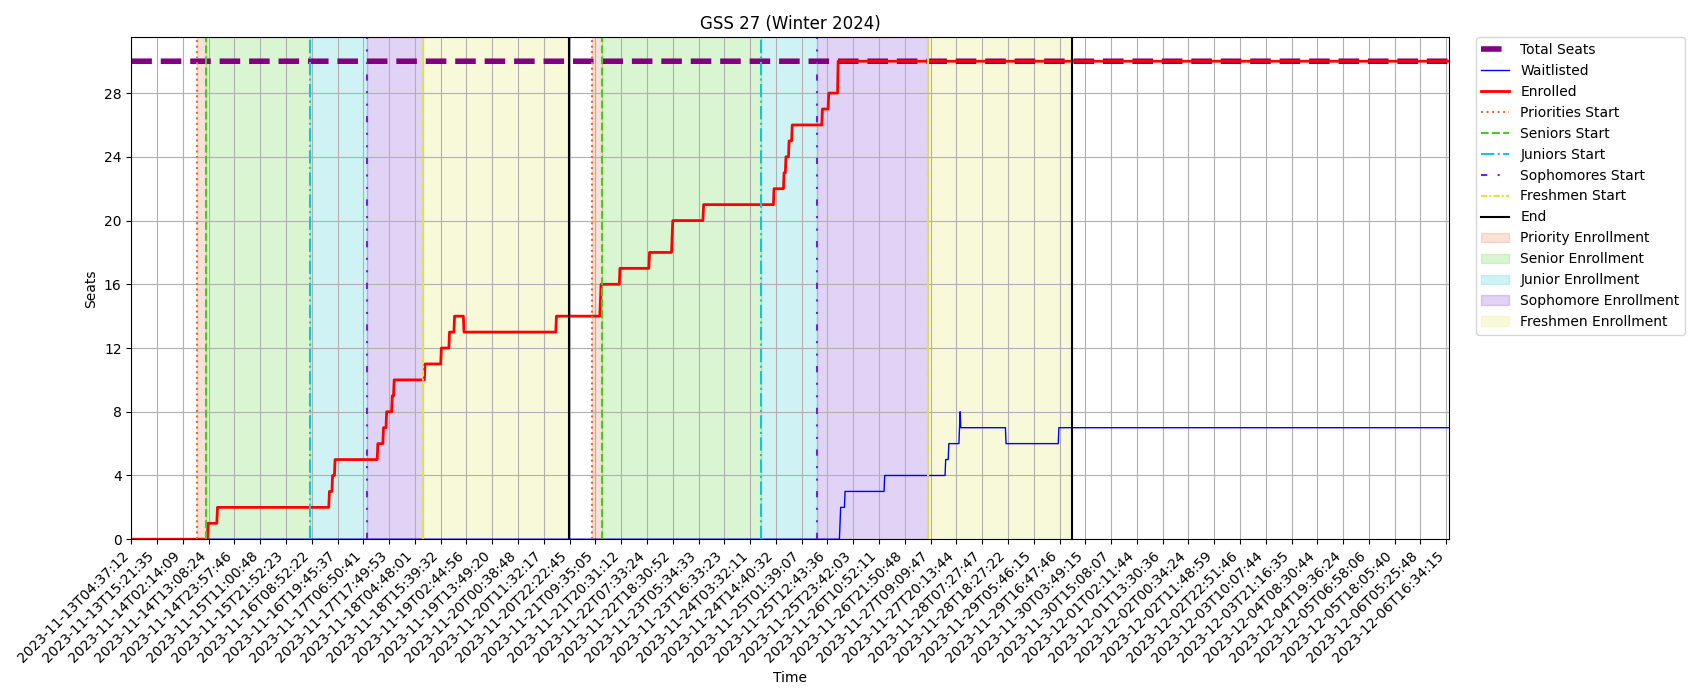 GSS 27 (Winter 2024)
Seats
28
24
20
16
12
8
4
0
2023-11-13T04:37:12
2023-11-13T15:21:35
2023-11-14T02:14:09
2023-11-14T13:08:24
2023-11-14T23:57:46
2023-11-15T11:00:48
2023-11-15T21:52:23
2023-11-16T08:52:22
2023-11-16T19:45:37
2023-11-17T06:50:41
2023-11-17T17:49:53
2023-11-18T04:48:01
2023-11-18T15:39:32
2023-11-19T02:44:56
2023-11-19T13:49:20
2023-11-20T00:38:48
2023-11-20T11:32:17
2023-11-20T22:22:45
2023-11-21T09:35:05
2023-11-21T20:31:12
2023-11-22T07:33:24
2023-11-22T18:30:52
2023-11-23T05:34:33
2023-11-23T16:33:23
2023-11-24T03:32:11
2023-11-24T14:40:32
2023-11-25T01:39:07
2023-11-25T12:43:36
2023-11-25T23:42:03
2023-11-26T10:52:11
2023-11-26T21:50:48
2023-11-27T09:09:47
2023-11-27T20:13:44
2023-11-28T07:27:47
2023-11-28T18:27:22
2023-11-29T05:46:15
2023-11-29T16:47:46
2023-11-30T03:49:15
2023-11-30T15:08:07
2023-12-01T02:11:44
2023-12-01T13:30:36
2023-12-02T00:34:24
2023-12-02T11:48:59
2023-12-02T22:51:46
2023-12-03T10:07:44
2023-12-03T21:16:35
2023-12-04T08:30:44
2023-12-04T19:36:24
2023-12-05T06:58:06
2023-12-05T18:05:40
2023-12-06T05:25:48
2023-12-06T16:34:15
Time
Total Seats
Waitlisted
Enrolled
Priorities Start
Seniors Start
Juniors Start
Sophomores Start
Freshmen Start
End
Priority Enrollment
Senior Enrollment
Junior Enrollment
Sophomore Enrollment
Freshmen Enrollment